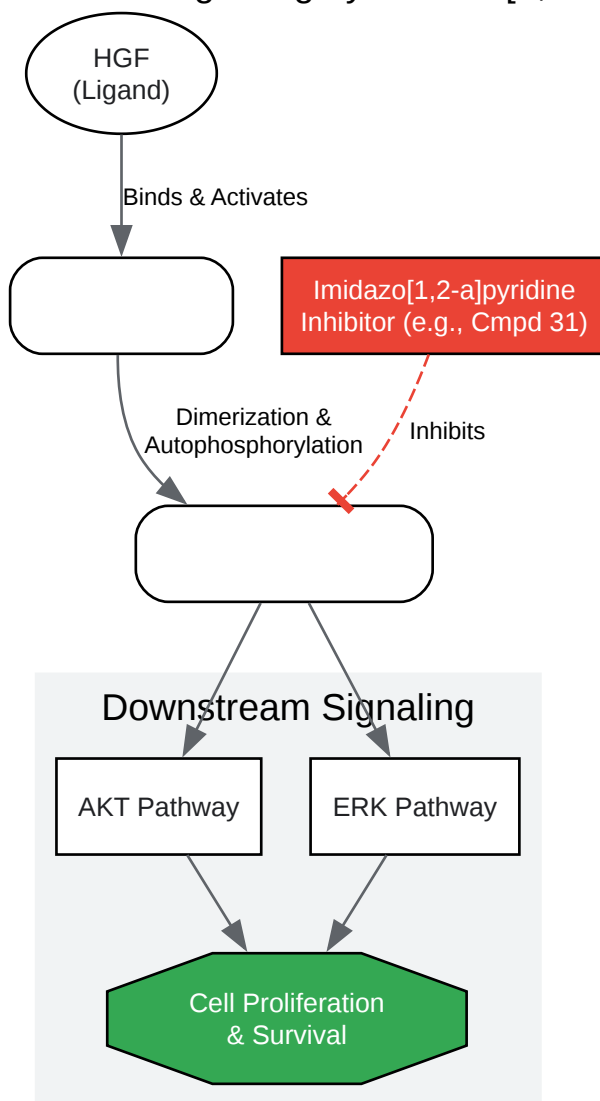 HGF
(Ligand)
Binds & Activates
Imidazo[1,2-a]pyridine
Inhibitor (e.g., Cmpd 31)
Dimerization &
Autophosphorylation
Inhibits
Downstream Signaling
AKT Pathway
ERK Pathway
Cell Proliferation
& Survival